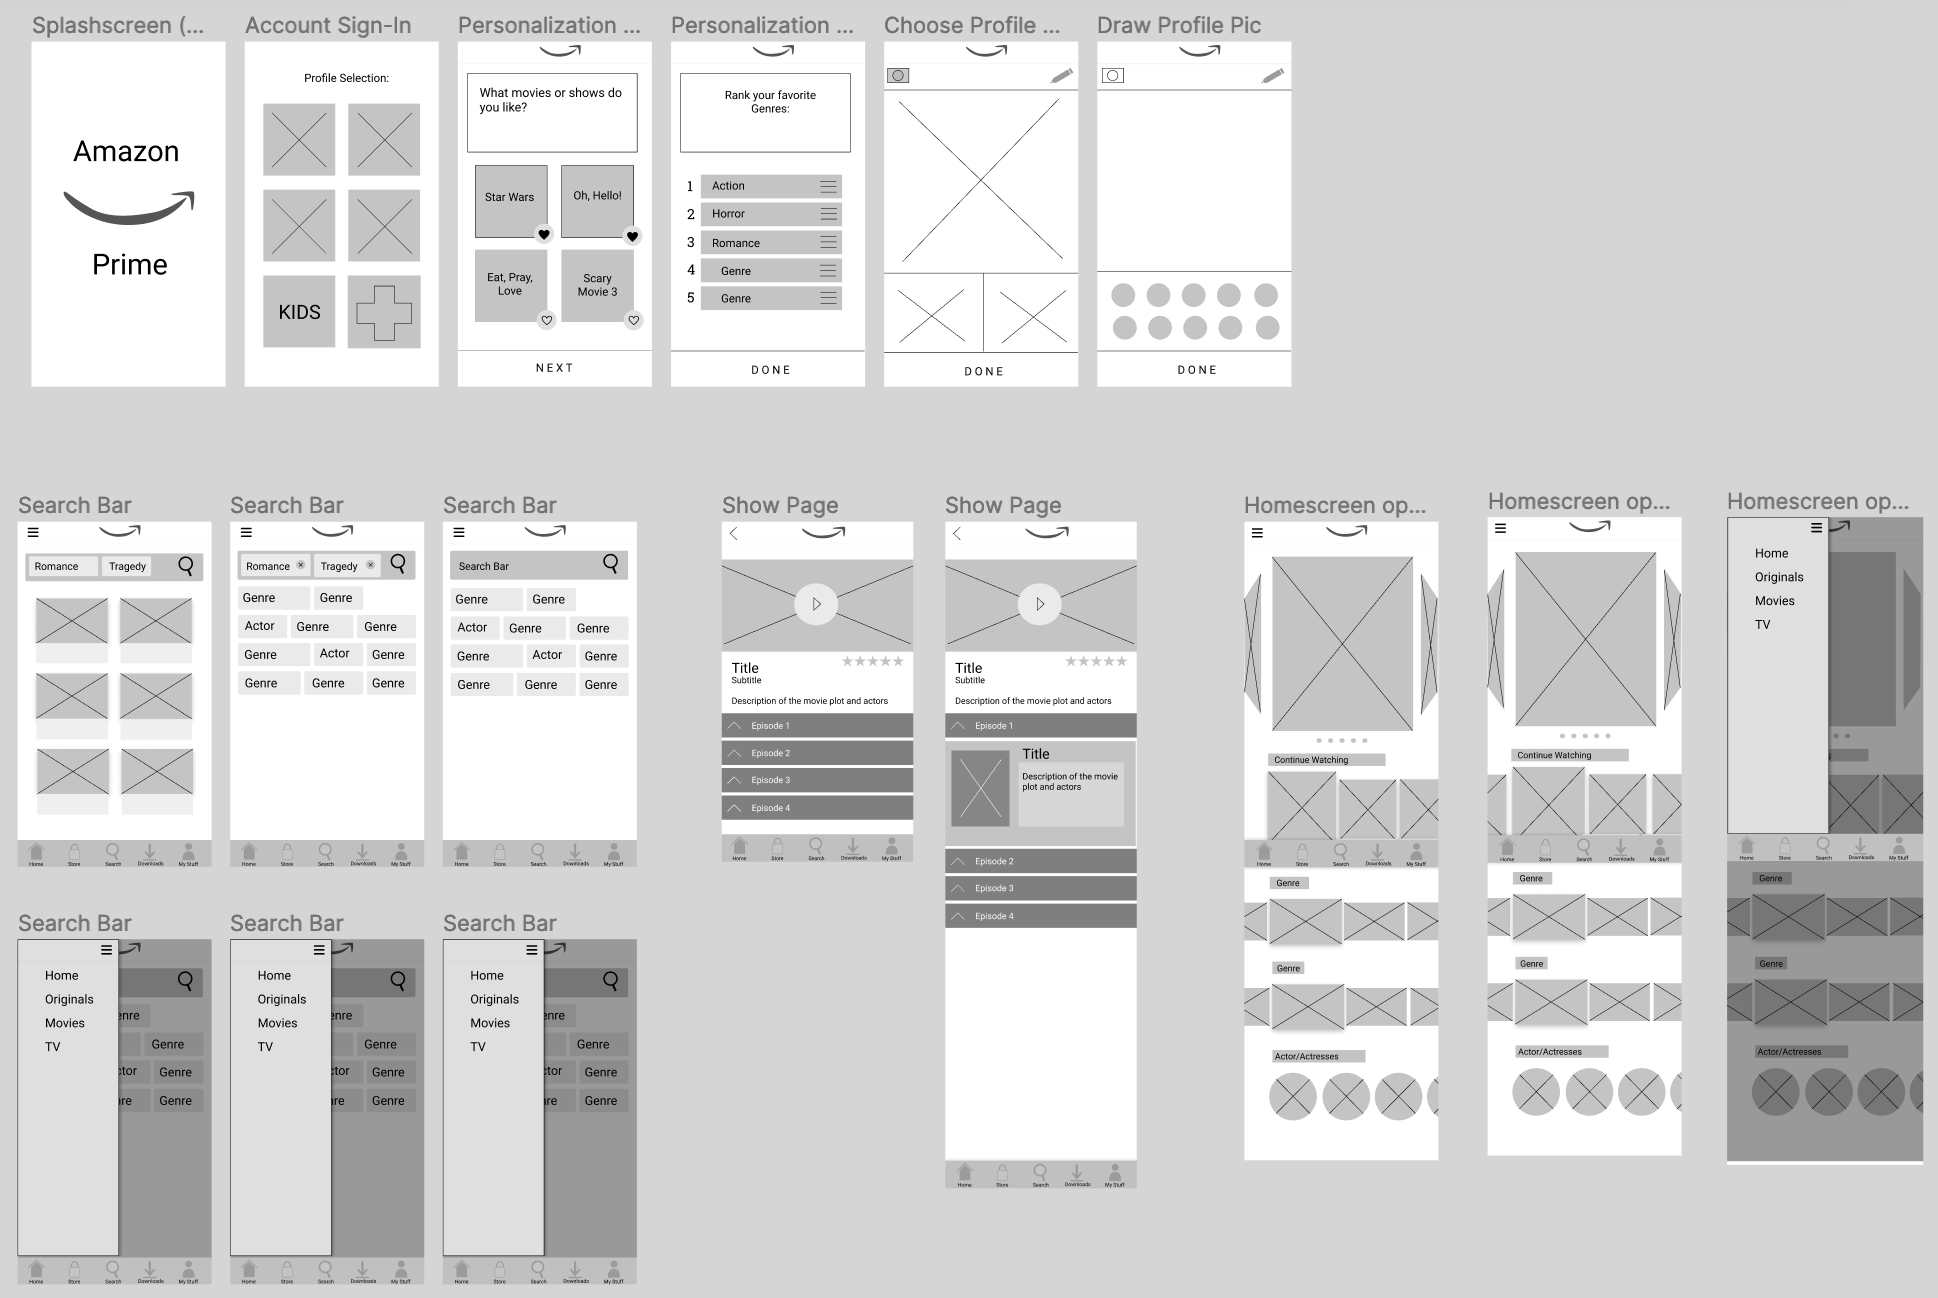 Splashscreen (...
Amazon
Prime
Account Sign-In
Profile Selection:
KIDS
Personalization ...
What movies or shows do
you like?
Star Wars
Oh, Hello!
Eat, Pray,
Love
Scary
Movie 3
NEXT
Personalization ...
Rank your favorite
Genres:
1 Action
2 Horror
3 Romance
4 Genre
5 Genre
DONE
Choose Profile ...
DONE
Draw Profile Pic
DONE
Search Bar
Romance Tragedy
Home Store Search Downloads My Stuff
Search Bar
Romance Tragedy
Genre Genre
Actor Genre Genre
Genre Actor Genre
Genre Genre Genre
Home Store Search Downloads My Stuff
Search Bar
Search Bar
Genre Genre
Actor Genre Genre
Genre Actor Genre
Genre Genre Genre
Home Store Search Downloads My Stuff
Show Page
Title
Subtitle
Description of the movie plot and actors
Episode 1
Episode 2
Episode 3
Episode 4
Home Store Search Downloads My Stuff
Show Page
Title
Subtitle
Description of the movie plot and actors
Episode 1
Title
Description of the movie
plot and actors
Episode 2
Episode 3
Episode 4
Home Store Search Downloads My Stuff
Homescreen op...
Continue Watching
Home Store Search Downloads My Stuff
Genre
Genre
Actor/Actresses
Homescreen op...
Continue Watching
Home Store Search Downloads My Stuff
Genre
Genre
Actor/Actresses
Homescreen op...
Home
Originals
Movies
TV
g
Home Store Search Downloads My Stuff
Genre
Genre
Actor/Actresses
Search Bar
Home
Originals
Movies
TV
enre
Genre
ctor Genre
nre Genre
Home Store Search Downloads My Stuff
Search Bar
Home
Originals
Movies
TV
enre
Genre
ctor Genre
nre Genre
Home Store Search Downloads My Stuff
Search Bar
Home
Originals
Movies
TV
enre
Genre
ctor Genre
nre Genre
Home Store Search Downloads My Stuff